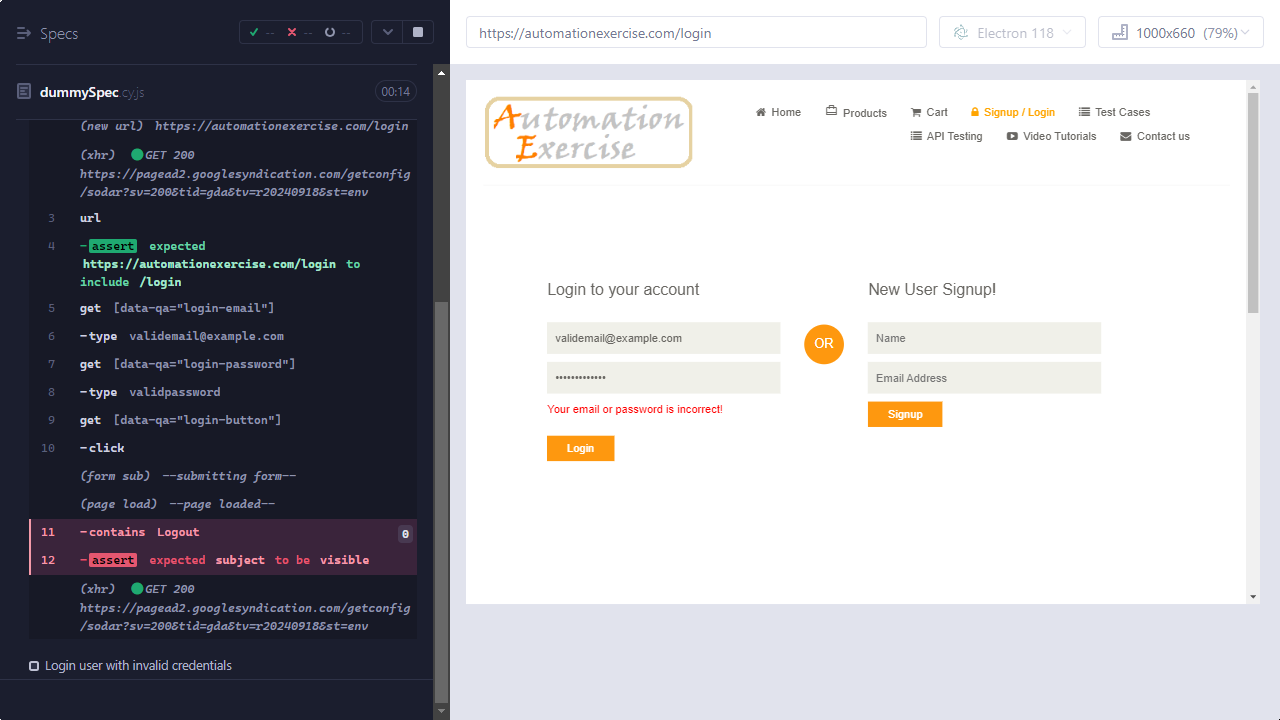 Specs
-- -- --
dummySpec.cy.js 00:14
(new url) https://automationexercise.com/login
(xhr) GET 200
https://pagead2.googlesyndication.com/getconfig
/sodar?sv=200&tid=gda&tv=r20240918&st=env
3 url
4 -assert expected
https://automationexercise.com/login to
include /login
5 get [data-qa="login-email"]
6 -type validemail@example.com
7 get [data-qa="login-password"]
8 -type validpassword
9 get [data-qa="login-button"]
10 -click
(form sub) --submitting form--
(page load) --page loaded--
11 -contains Logout 0
12 -assert expected subject to be visible
(xhr) GET 200
https://pagead2.googlesyndication.com/getconfig
/sodar?sv=200&tid=gda&tv=r20240918&st=env
Login user with invalid credentials
https://automationexercise.com/login
Electron 118
1000x660 (79%)
Automation
Exercise
Home Products Cart Signup / Login Test Cases
API Testing Video Tutorials Contact us
Login to your account
validemail@example.com
•••••••••••••
Your email or password is incorrect!
Login
OR
New User Signup!
Name
Email Address
Signup